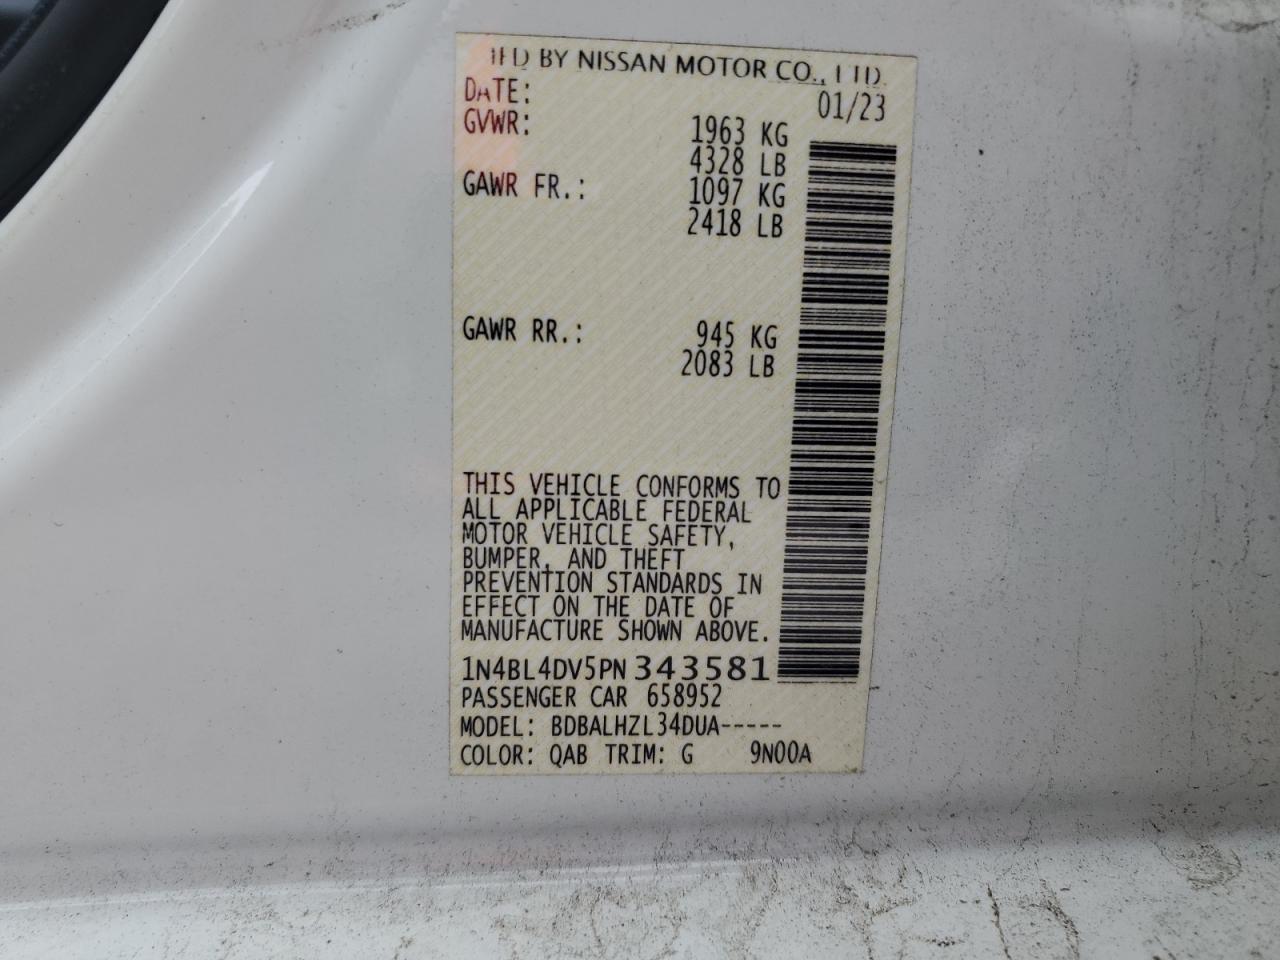 MFD BY NISSAN MOTOR CO., LTD.
DATE: 01/23
GVWR: 1963 KG
4328 LB
GAWR FR.: 1097 KG
2418 LB
GAWR RR.: 945 KG
2083 LB
THIS VEHICLE CONFORMS TO
ALL APPLICABLE FEDERAL
MOTOR VEHICLE SAFETY,
BUMPER, AND THEFT
PREVENTION STANDARDS IN
EFFECT ON THE DATE OF
MANUFACTURE SHOWN ABOVE.
1N4BL4DV5PN343581
PASSENGER CAR 658952
MODEL: BDBALHZL34DUA-----
COLOR: QAB TRIM: G 9N00A